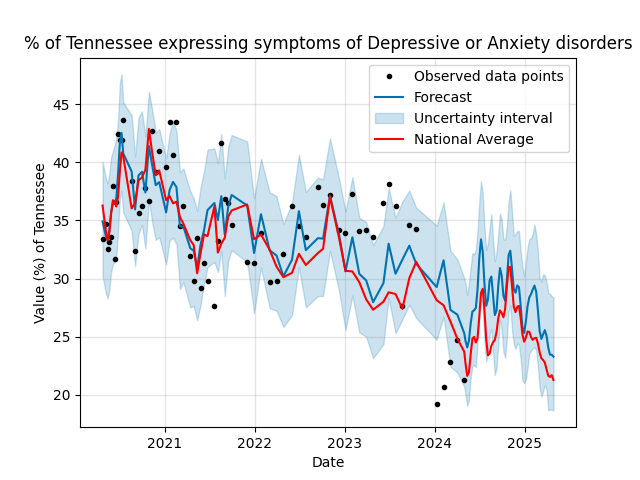 % of Tennessee expressing symptoms of Depressive or Anxiety disorders
Observed data points
Forecast
Uncertainty interval
National Average
Value (%) of Tennessee
45
40
35
30
25
20
2021
2022
2023
2024
2025
Date